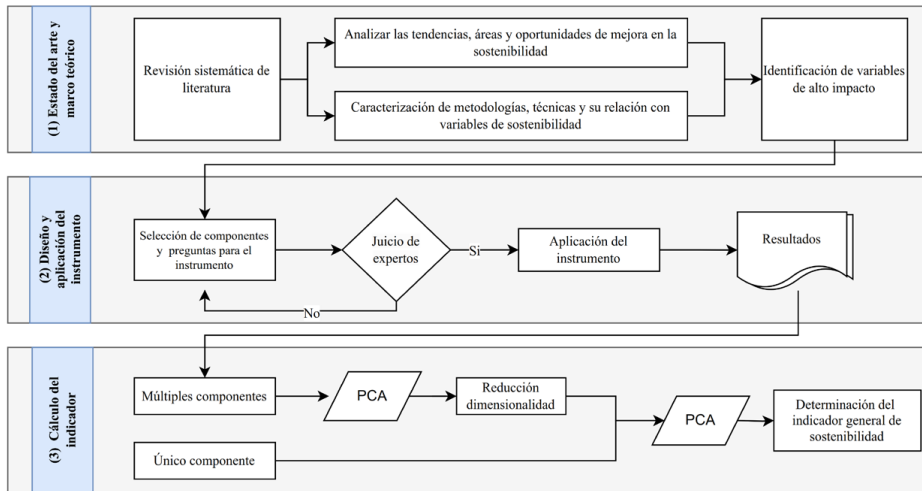 (1) Estado del arte y
marco teórico
Revisión sistemática de
literatura
Analizar las tendencias, áreas y oportunidades de mejora en la
sostenibilidad
Caracterización de metodologías, técnicas y su relación con
variables de sostenibilidad
Identificación de variables
de alto impacto
(2) Diseño y
aplicación del
instrumento
Selección de componentes
y preguntas para el
instrumento
Juicio de
expertos
Si
No
Aplicación del
instrumento
Resultados
(3) Cálculo del
indicador
Múltiples componentes
PCA
Reducción
dimensionalidad
Único componente
PCA
Determinación del
indicador general de
sostenibilidad